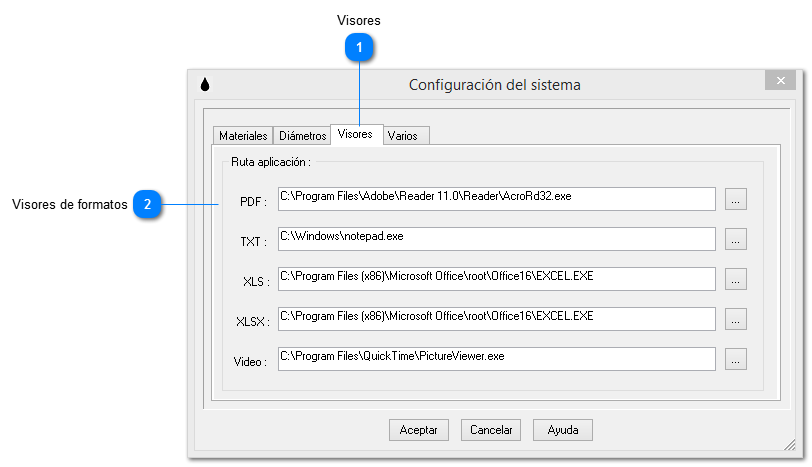 Visores
1
Configuración del sistema
Materiales Diámetros Visores Varios
Ruta aplicación :
Visores de formatos 2
PDF : C:\Program Files\Adobe\Reader 11.0\Reader\AcroRd32.exe ...
TXT : C:\Windows\notepad.exe ...
XLS : C:\Program Files (x86)\Microsoft Office\root\Office16\EXCEL.EXE ...
XLSX : C:\Program Files (x86)\Microsoft Office\root\Office16\EXCEL.EXE ...
Video : C:\Program Files\QuickTime\PictureViewer.exe ...
Aceptar Cancelar Ayuda